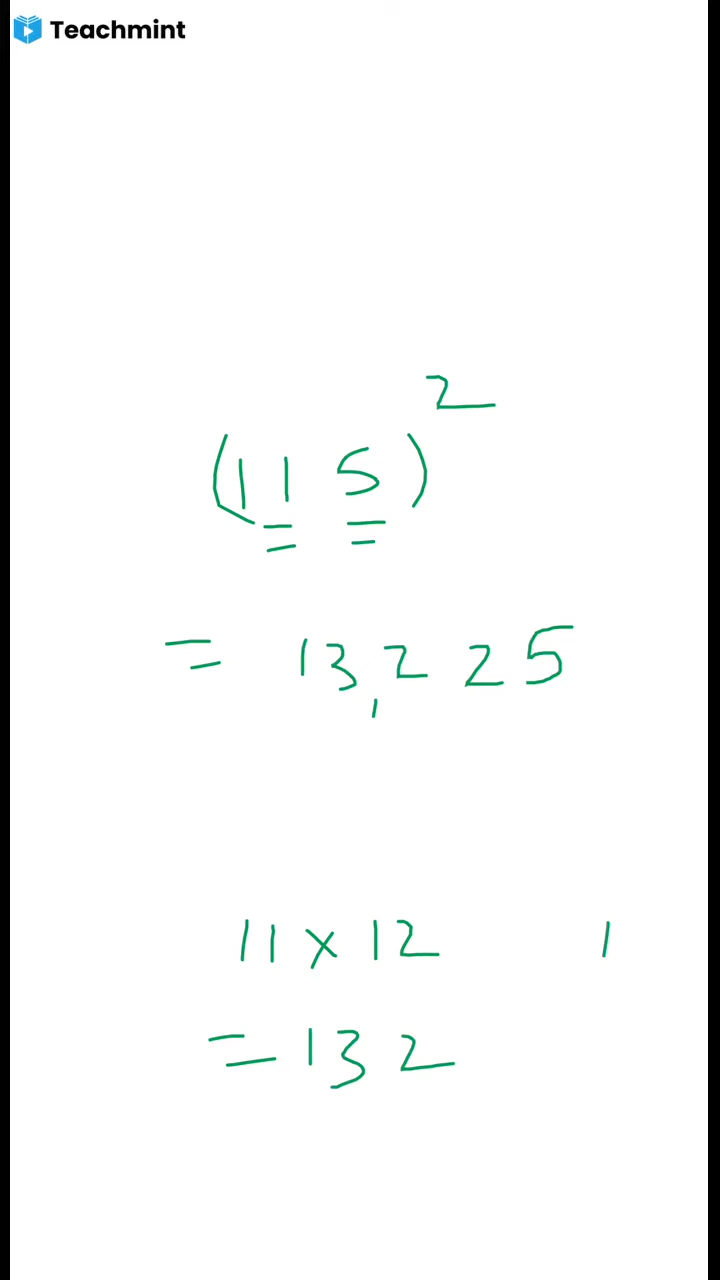 Teachmint
(115)²
= 13,225
11 x 12 1
= 132